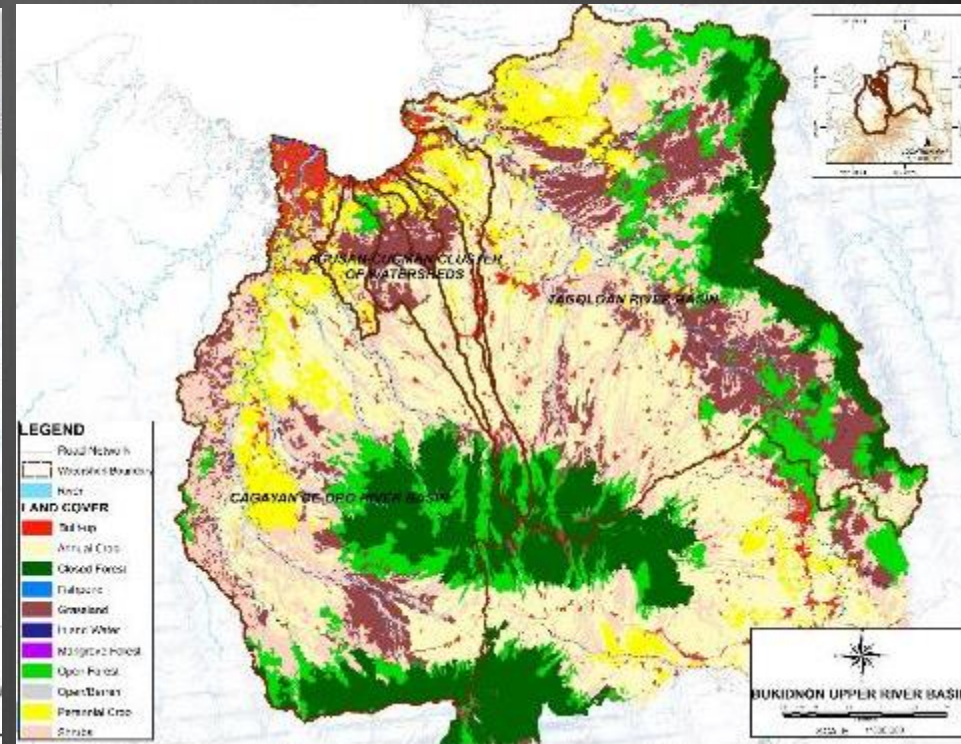 AGUSAN-CUGMAN CLUSTER
OF WATERSHEDS
TAGOLOAN RIVER BASIN
CAGAYAN DE ORO RIVER BASIN
LEGEND
Road Network
Watershed Boundary
River
LAND COVER
Built-up
Annual Crop
Closed Forest
Fishpond
Grassland
Inland Water
Mangrove Forest
Open Forest
Open/Barren
Perennial Crop
Shrubs
BUKIDNON UPPER RIVER BASIN